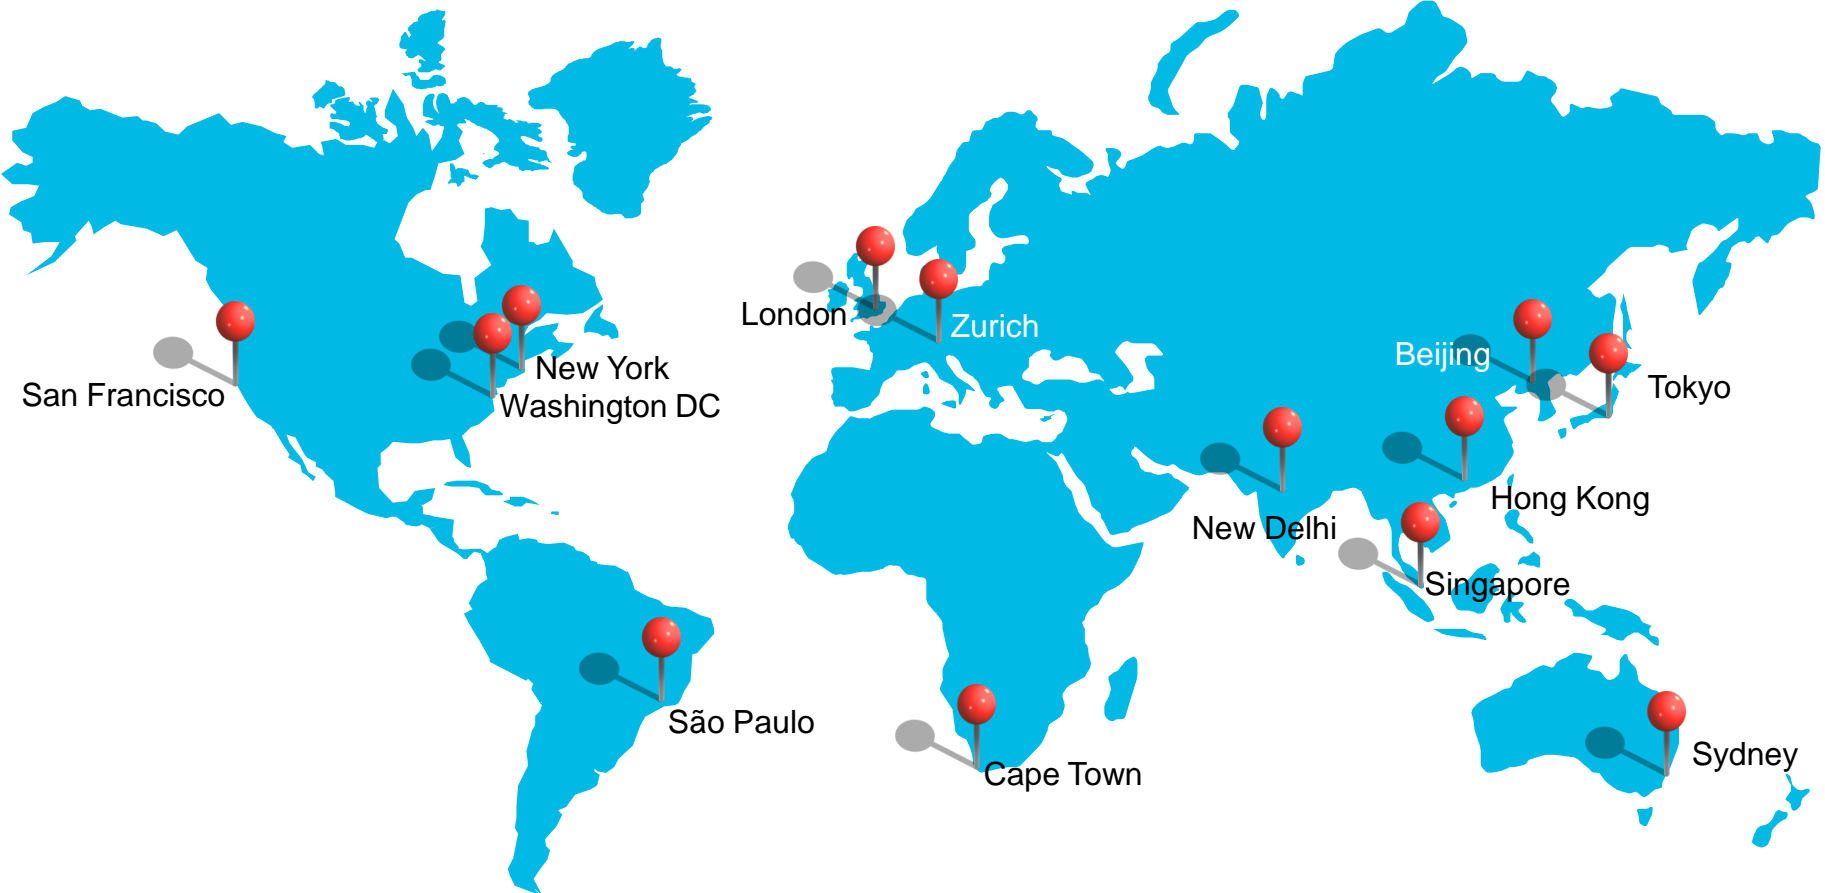 London
Zurich
Beijing
New York
Tokyo
San Francisco
Washington DC
Hong Kong
New Delhi
Singapore
São Paulo
Sydney
Cape Town